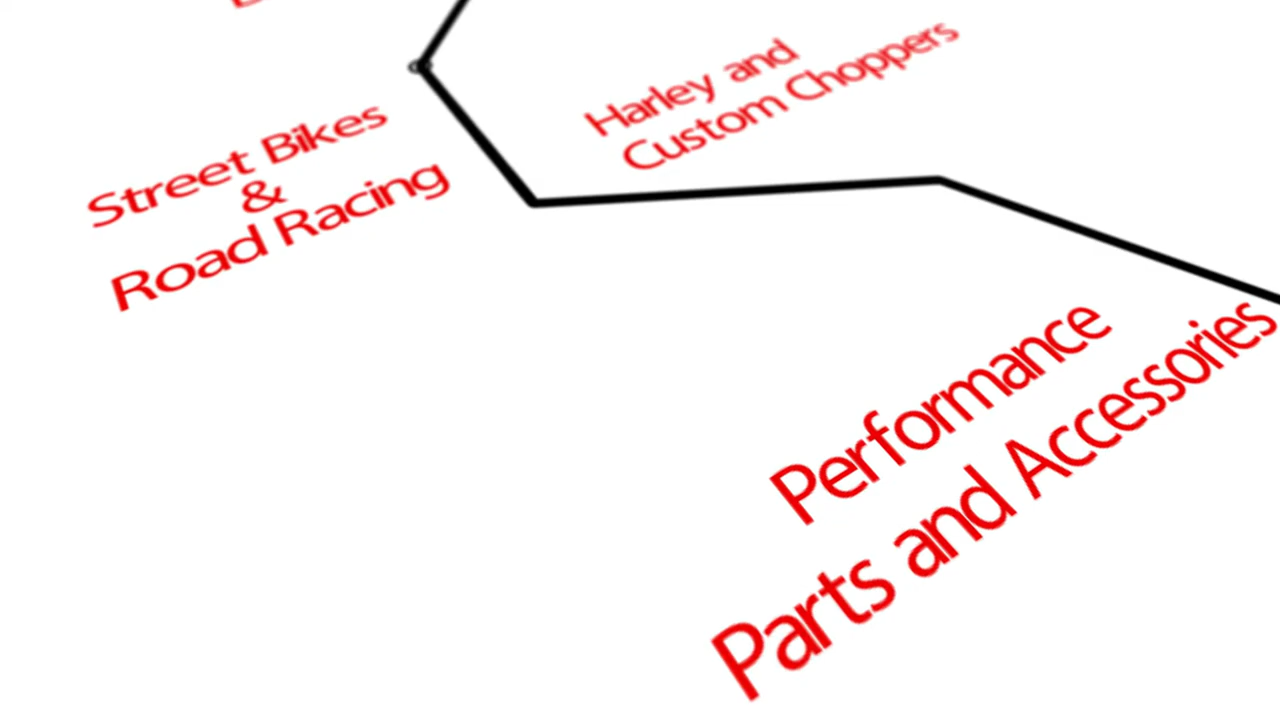 Harley and
Custom Choppers
Street Bikes
&
Road Racing
Performance
Parts and Accessories